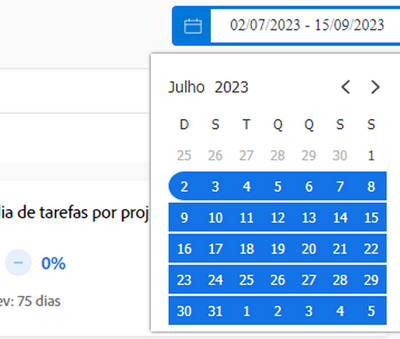 02/07/2023 - 15/09/2023
Julho 2023
D S T Q Q S S
25 26 27 28 29 30 1
2 3 4 5 6 7 8
ia de tarefas por proj
9 10 11 12 13 14 15
16 17 18 19 20 21 22
0%
23 24 25 26 27 28 29
ev: 75 dias
30 31 1 2 3 4 5